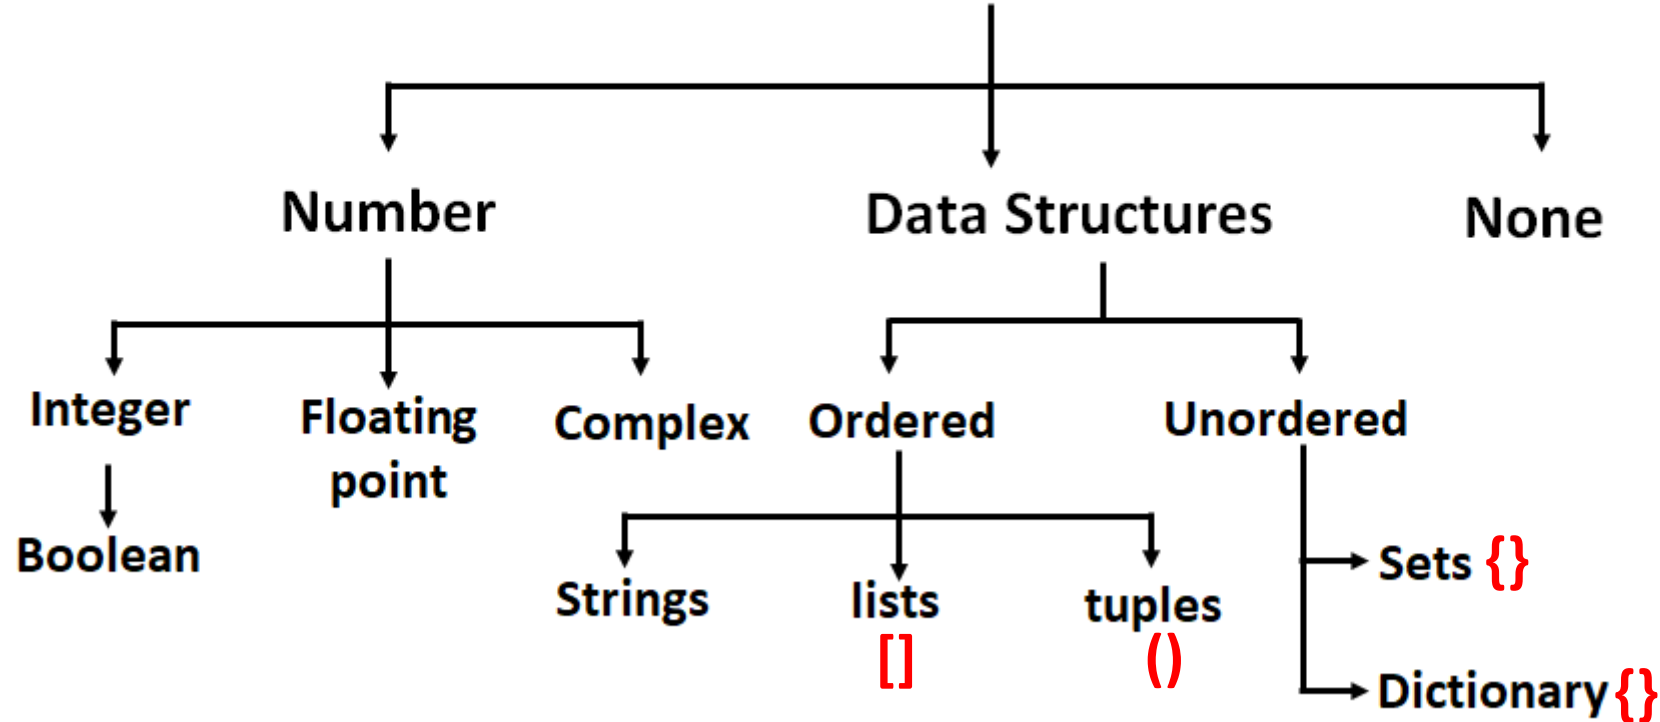 Number
Data Structures
None
Integer
Floating
point
Complex
Ordered
Unordered
Boolean
Strings
lists
[]
tuples
()
Sets {}
Dictionary {}